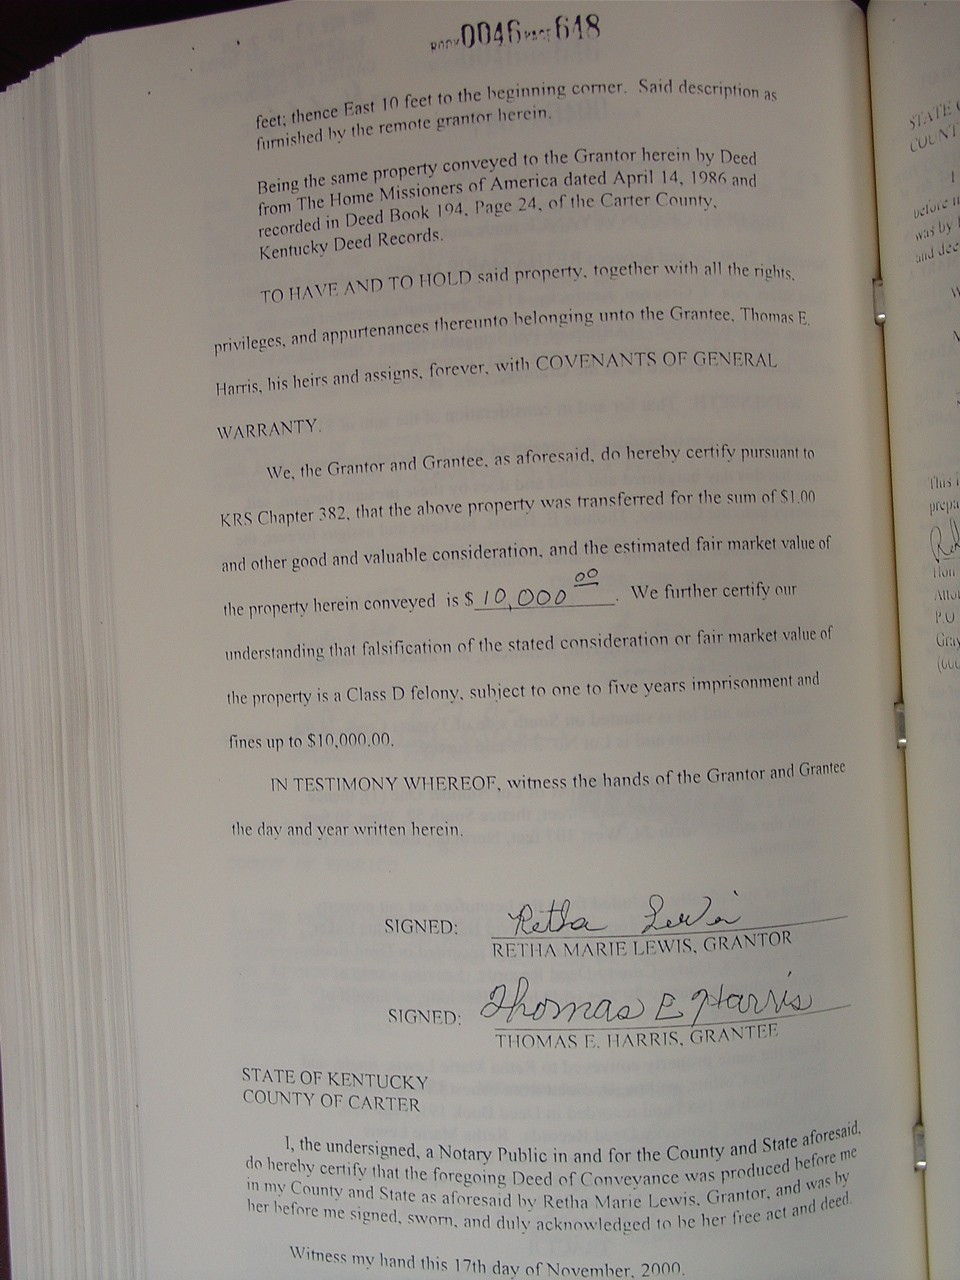 BOOK 0046 PAGE 648
feet; thence East 10 feet to the beginning corner. Said description as
furnished by the remote grantor herein.
Being the same property conveyed to the Grantor herein by Deed
from The Home Missioners of America dated April 14, 1986 and
recorded in Deed Book 194, Page 24, of the Carter County,
Kentucky Deed Records.
TO HAVE AND TO HOLD said property, together with all the rights,
privileges, and appurtenances thereunto belonging unto the Grantee, Thomas E.
Harris, his heirs and assigns, forever, with COVENANTS OF GENERAL
WARRANTY.
We, the Grantor and Grantee, as aforesaid, do hereby certify pursuant to
KRS Chapter 382, that the above property was transferred for the sum of $1.00
and other good and valuable consideration, and the estimated fair market value of
the property herein conveyed is $ 10,000 00. We further certify our
understanding that falsification of the stated consideration or fair market value of
the property is a Class D felony, subject to one to five years imprisonment and
fines up to $10,000.00.
IN TESTIMONY WHEREOF, witness the hands of the Grantor and Grantee
the day and year written herein.
SIGNED: Retha Lewis
RETHA MARIE LEWIS, GRANTOR
SIGNED: Thomas E Harris
THOMAS E. HARRIS, GRANTEE
STATE OF KENTUCKY
COUNTY OF CARTER
I, the undersigned, a Notary Public in and for the County and State aforesaid,
do hereby certify that the foregoing Deed of Conveyance was produced before me
in my County and State as aforesaid by Retha Marie Lewis, Grantor, and was by
her before me signed, sworn, and duly acknowledged to be her free act and deed.
Witness my hand this 17th day of November, 2000.
STATE
COUNT
I
before
was by
and
This
P.O